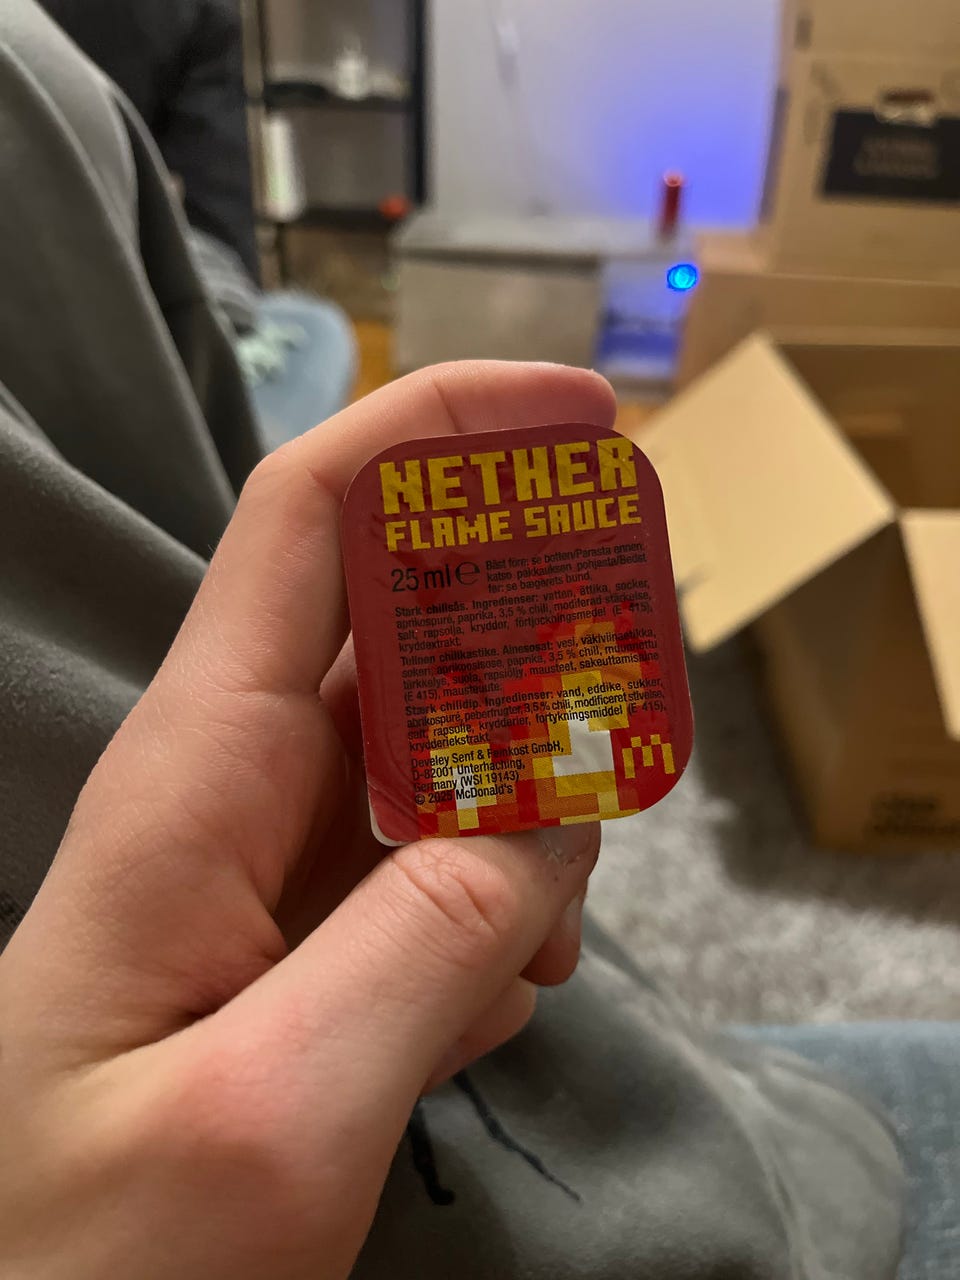 NETHER
FLAME SAUCE
25 ml ℮
Bäst före: se botten/Parasta ennen:
katso pakkauksen pohjasta/Bedst
før: se bægerets bund.
Stark chilisås. Ingredienser: vatten, ättika, socker,
aprikospuré, paprika, 3,5 % chili, modifierad stärkelse,
salt, rapsolja, kryddor, förtjockningsmedel (E 415),
kryddextrakt.
Tulinen chilikastike. Ainesosat: vesi, väkiviinaetikka,
sokeri, aprikoosisose, paprika, 3,5 % chili, muunnettu
tärkkelys, suola, rapsiöljy, mausteet, sakeuttamisaine
(E 415), mausteuute.
Stærk chilidip. Ingredienser: vand, eddike, sukker,
abrikospuré, peberfrugter, 3,5% chili, modificeret stivelse,
salt, rapsolie, krydderier, fortykningsmiddel (E 415),
krydderiekstrakt.
Develey Senf & Feinkost GmbH,
D-82001 Unterhaching,
Germany (WSI 19143)
© 2025 McDonald's